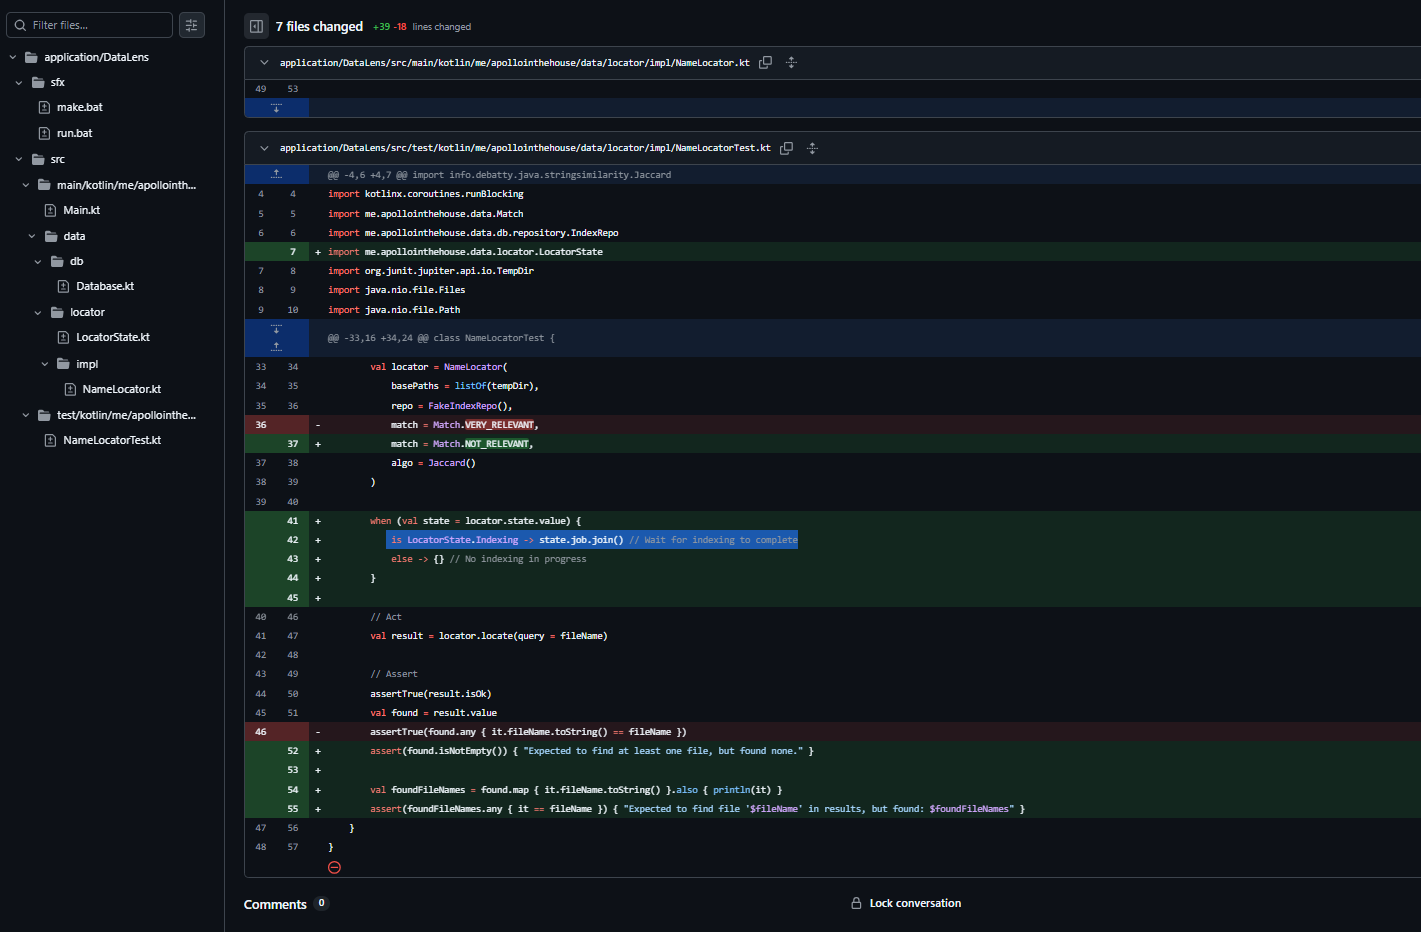 Filter files...
application/DataLens
sfx
make.bat
run.bat
src
main/kotlin/me/apollointh...
Main.kt
data
db
Database.kt
locator
LocatorState.kt
impl
NameLocator.kt
test/kotlin/me/apollointhe...
NameLocatorTest.kt
7 files changed +39 -18 lines changed
application/DataLens/src/main/kotlin/me/apollointhehouse/data/locator/impl/NameLocator.kt
49 53
application/DataLens/src/test/kotlin/me/apollointhehouse/data/locator/impl/NameLocatorTest.kt
@@ -4,6 +4,7 @@ import info.debatty.java.stringsimilarity.Jaccard
4 4 import kotlinx.coroutines.runBlocking
5 5 import me.apollointhehouse.data.Match
6 6 import me.apollointhehouse.data.db.repository.IndexRepo
7 + import me.apollointhehouse.data.locator.LocatorState
7 8 import org.junit.jupiter.api.io.TempDir
8 9 import java.nio.file.Files
9 10 import java.nio.file.Path
@@ -33,16 +34,24 @@ class NameLocatorTest {
33 34 val locator = NameLocator(
34 35 basePaths = listOf(tempDir),
35 36 repo = FakeIndexRepo(),
36 - match = Match.VERY_RELEVANT,
37 + match = Match.NOT_RELEVANT,
37 38 algo = Jaccard()
38 39 )
39 40
41 + when (val state = locator.state.value) {
42 + is LocatorState.Indexing -> state.job.join() // Wait for indexing to complete
43 + else -> {} // No indexing in progress
44 + }
45 +
40 46 // Act
41 47 val result = locator.locate(query = fileName)
42 48
43 49 // Assert
44 50 assertTrue(result.isOk)
45 51 val found = result.value
46 - assertTrue(found.any { it.fileName.toString() == fileName })
52 + assert(found.isNotEmpty()) { "Expected to find at least one file, but found none." }
53 +
54 + val foundFileNames = found.map { it.fileName.toString() }.also { println(it) }
55 + assert(foundFileNames.any { it == fileName }) { "Expected to find file '$fileName' in results, but found: $foundFileNames" }
47 56 }
48 57 }
Comments 0
Lock conversation